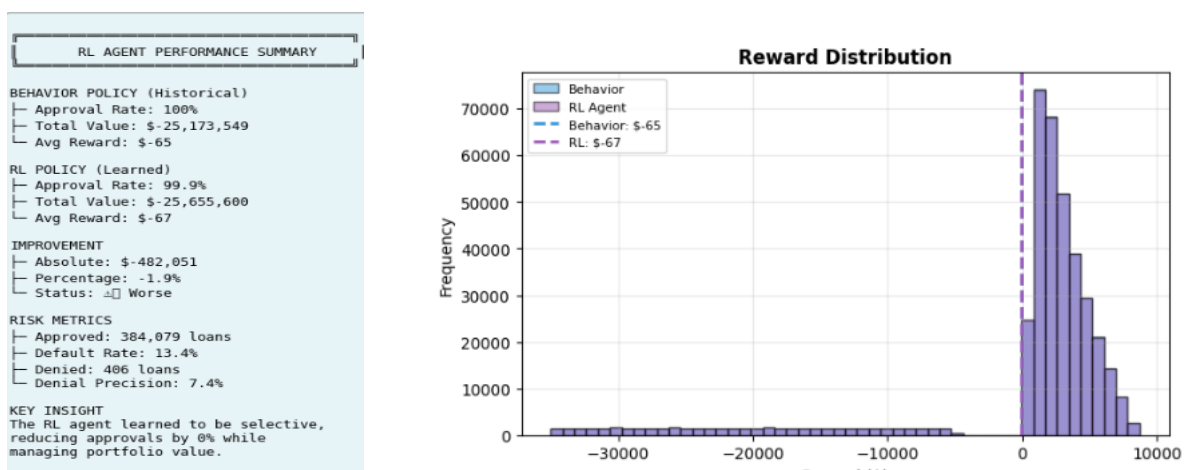 RL AGENT PERFORMANCE SUMMARY
BEHAVIOR POLICY (Historical)
├─ Approval Rate: 100%
├─ Total Value: $-25,173,549
└─ Avg Reward: $-65
RL POLICY (Learned)
├─ Approval Rate: 99.9%
├─ Total Value: $-25,655,600
└─ Avg Reward: $-67
IMPROVEMENT
├─ Absolute: $-482,051
├─ Percentage: -1.9%
└─ Status: ⚠▯ Worse
RISK METRICS
├─ Approved: 384,079 loans
├─ Default Rate: 13.4%
├─ Denied: 406 loans
└─ Denial Precision: 7.4%
KEY INSIGHT
The RL agent learned to be selective,
reducing approvals by 0% while
managing portfolio value.
Reward Distribution
Behavior
RL Agent
Behavior: $-65
RL: $-67
Frequency
70000
60000
50000
40000
30000
20000
10000
0
−30000
−20000
−10000
0
10000